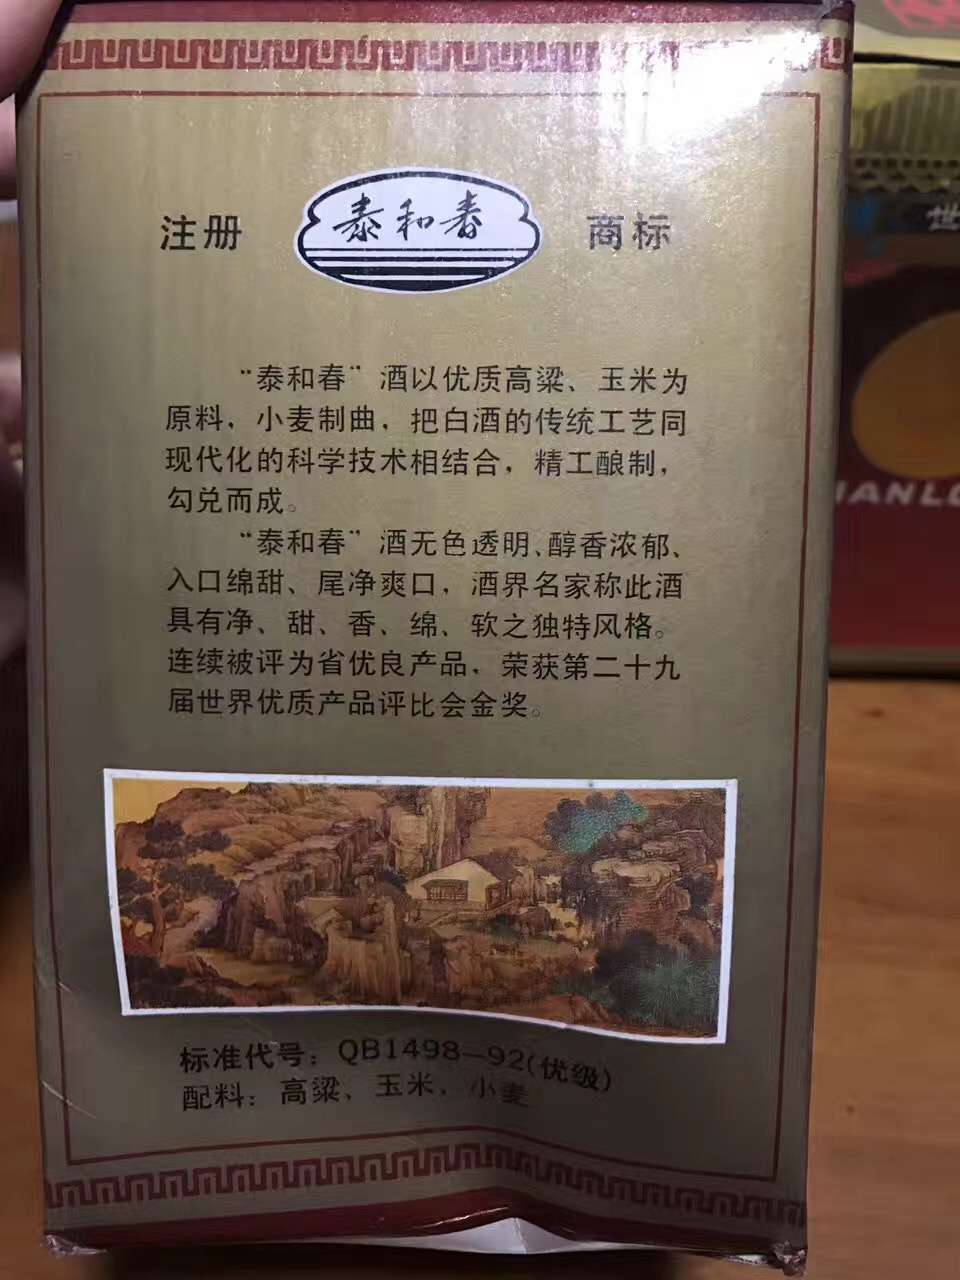 注册 泰和春 商标
“泰和春”酒以优质高粱、玉米为
原料，小麦制曲，把白酒的传统工艺同
现代化的科学技术相结合，精工酿制，
勾兑而成。
“泰和春”酒无色透明、醇香浓郁、
入口绵甜、尾净爽口，酒界名家称此酒
具有净、甜、香、绵、软之独特风格。
连续被评为省优良产品，荣获第二十九
届世界优质产品评比会金奖。
标准代号：QB1498-92(优级)
配料：高粱、玉米、小麦
世
IANLO